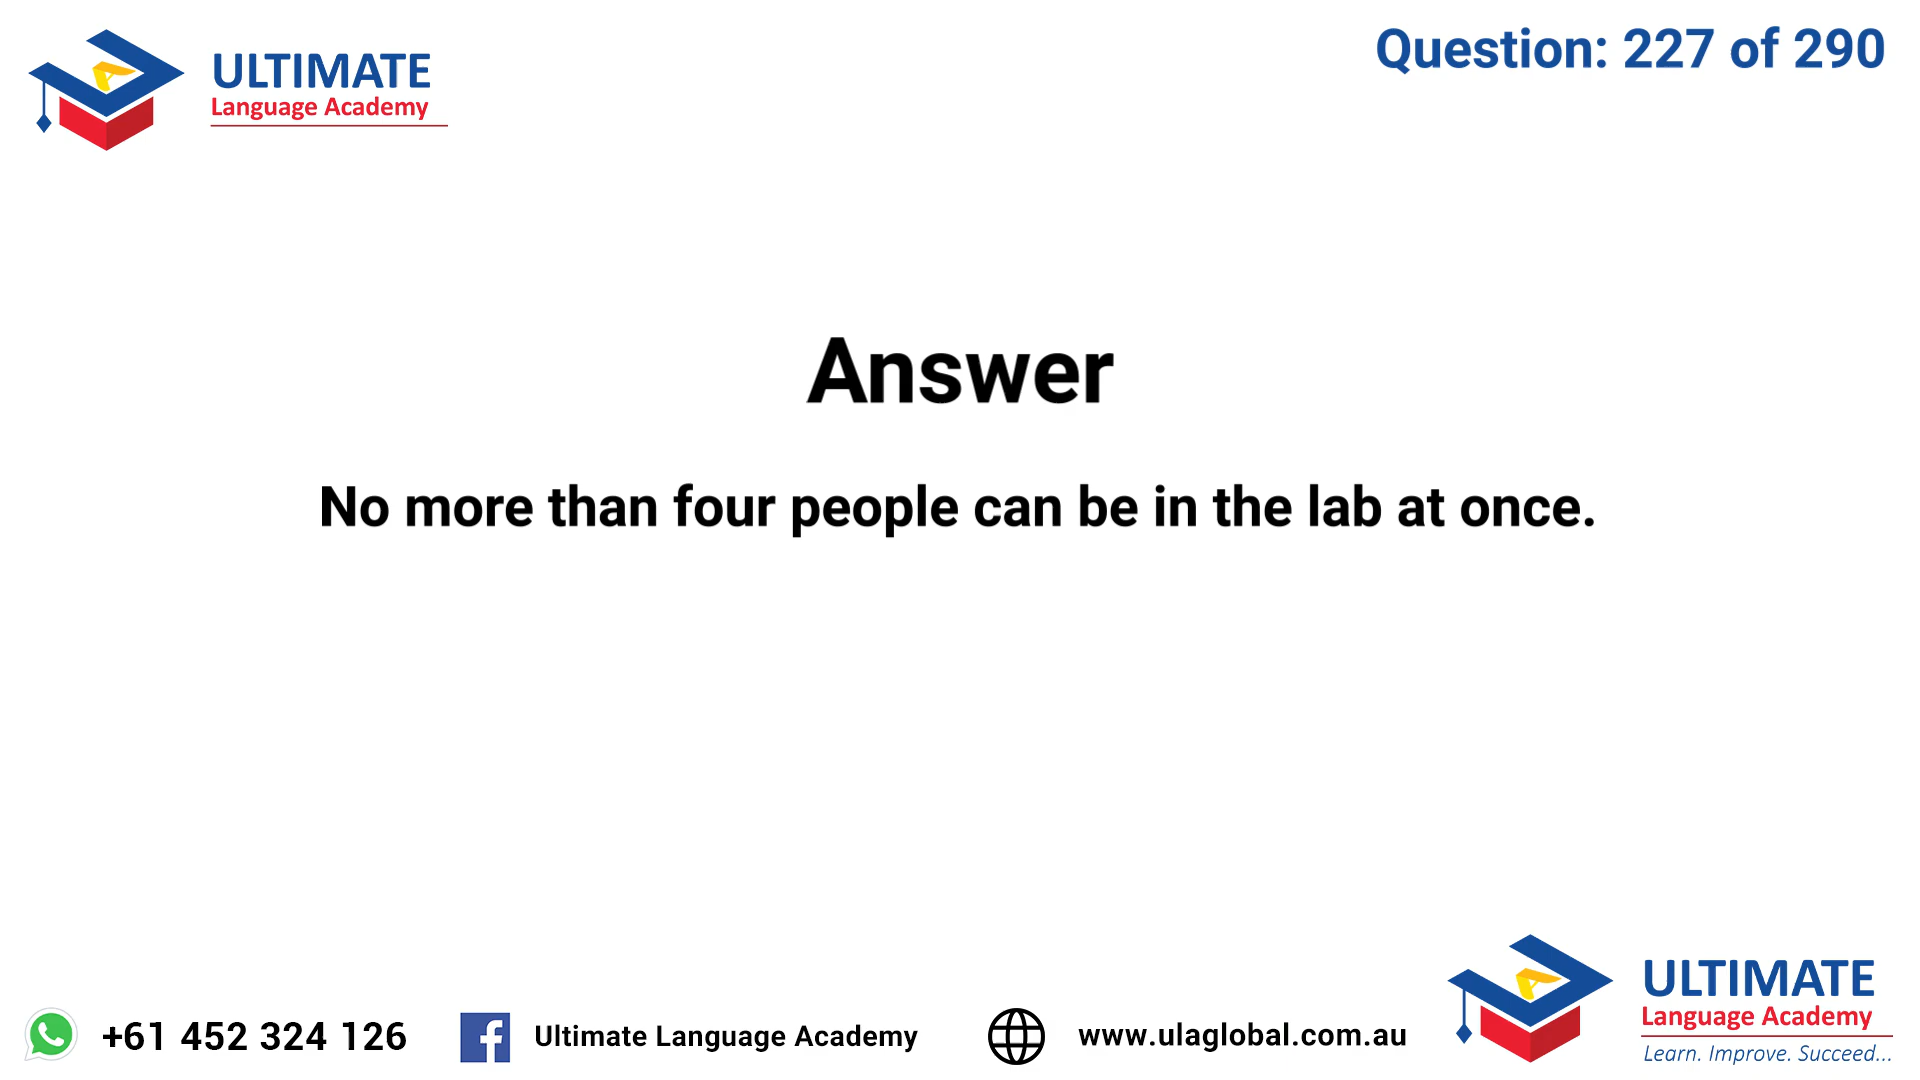 ULTIMATE
Language Academy
Question: 227 of 290
Answer
No more than four people can be in the lab at once.
+61 452 324 126
Ultimate Language Academy
www.ulaglobal.com.au
ULTIMATE
Language Academy
Learn. Improve. Succeed...